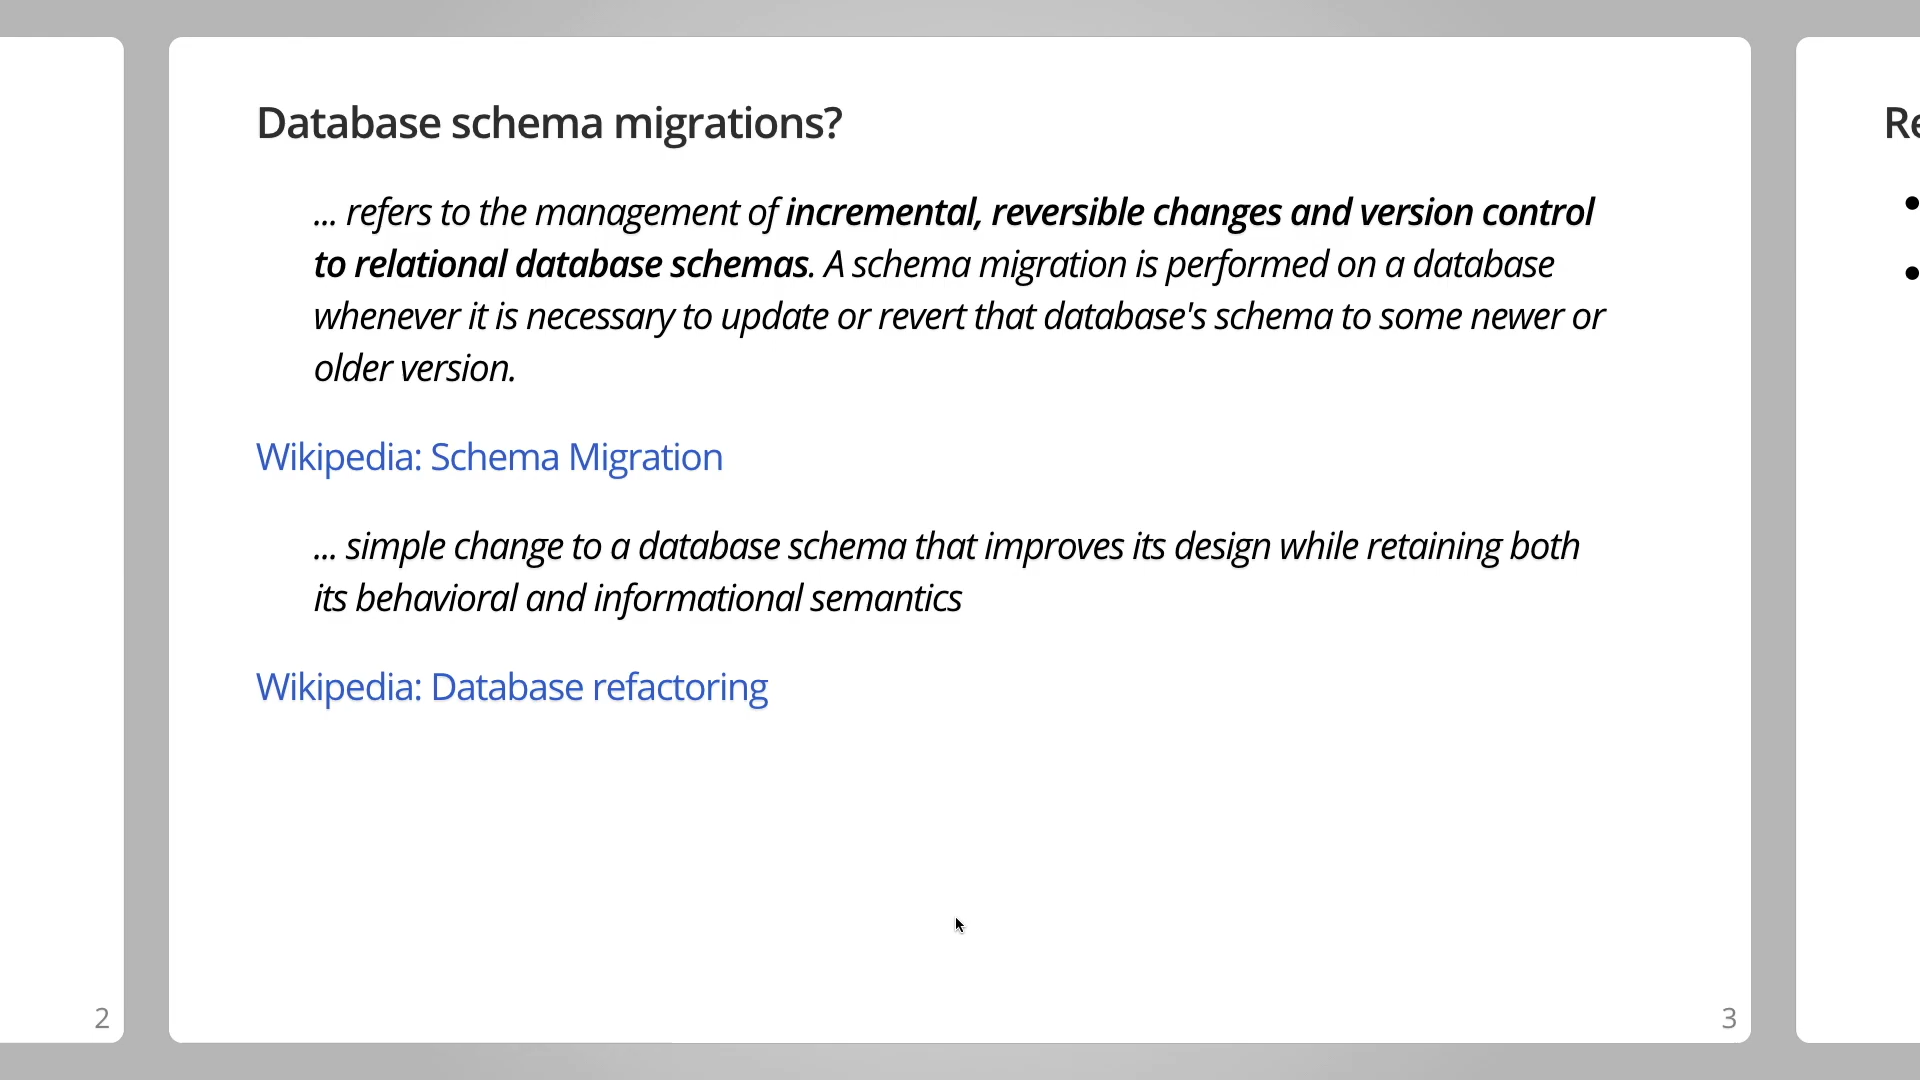 Database schema migrations?
... refers to the management of incremental, reversible changes and version control
to relational database schemas. A schema migration is performed on a database
whenever it is necessary to update or revert that database's schema to some newer or
older version.
Wikipedia: Schema Migration
... simple change to a database schema that improves its design while retaining both
its behavioral and informational semantics
Wikipedia: Database refactoring
2
3
Re
•
•